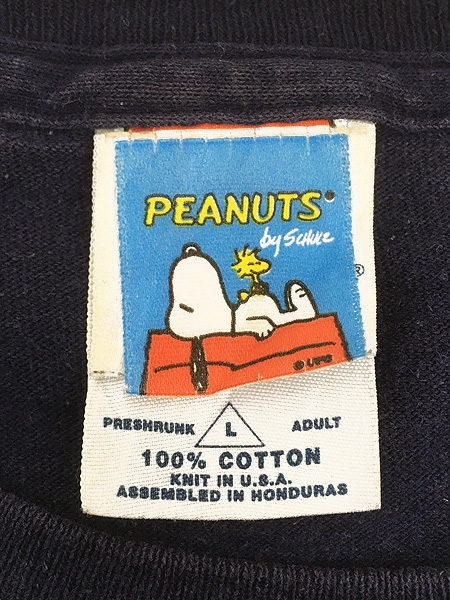 PEANUTS
by SCHULZ
®
© UFS
PRESHRUNK L ADULT
100% COTTON
KNIT IN U.S.A.
ASSEMBLED IN HONDURAS